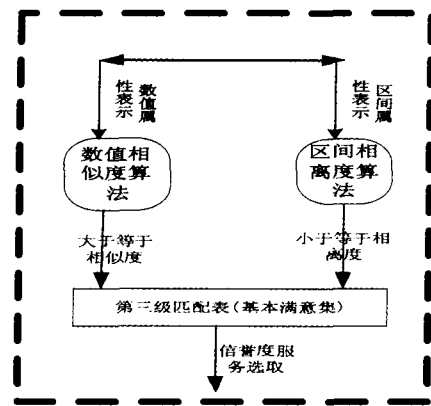 数值属
性表示
区间属
性表示
数值相
似度算
法
区间相
离度算
法
大于等于
相似度
小于等于相
离度
第三级匹配表（基本满意集）
信誉度服
务选取